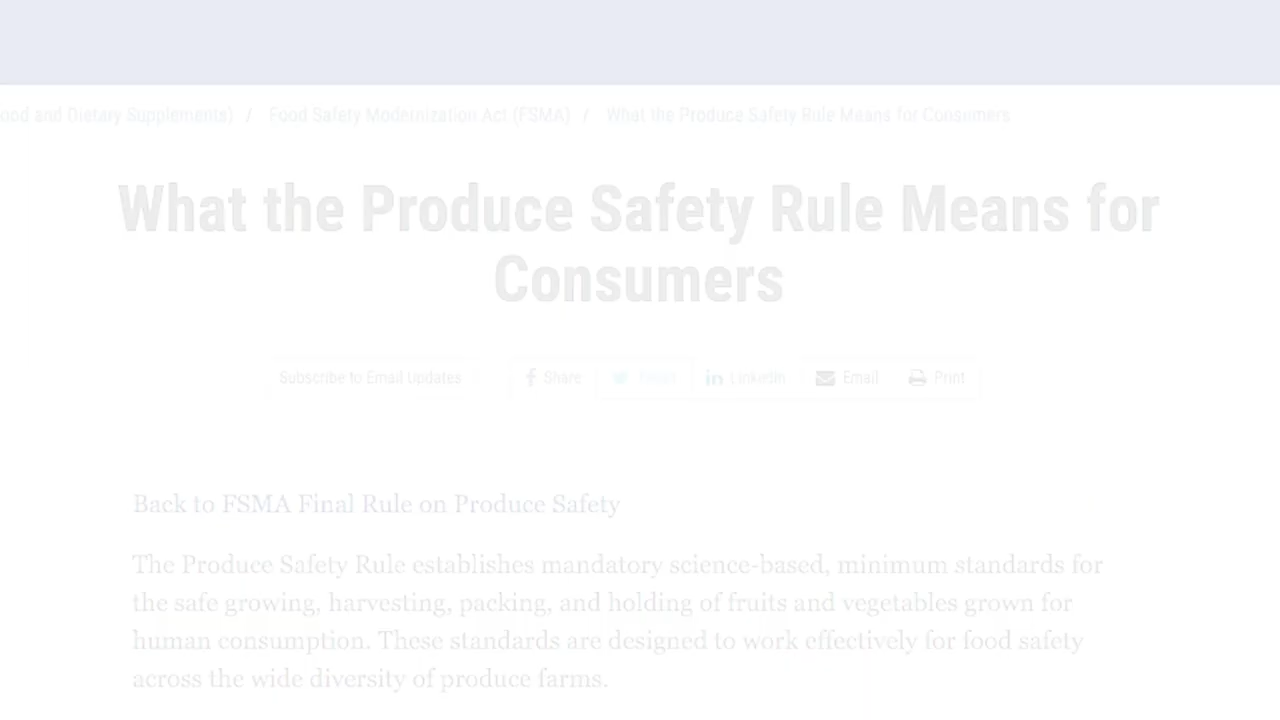 ood and Dietary Supplements) / Food Safety Modernization Act (FSMA) / What the Produce Safety Rule Means for Consumers
What the Produce Safety Rule Means for
Consumers
Subscribe to Email Updates Share Tweet Linkedin Email Print
Back to FSMA Final Rule on Produce Safety
The Produce Safety Rule establishes mandatory science-based, minimum standards for
the safe growing, harvesting, packing, and holding of fruits and vegetables grown for
human consumption. These standards are designed to work effectively for food safety
across the wide diversity of produce farms.